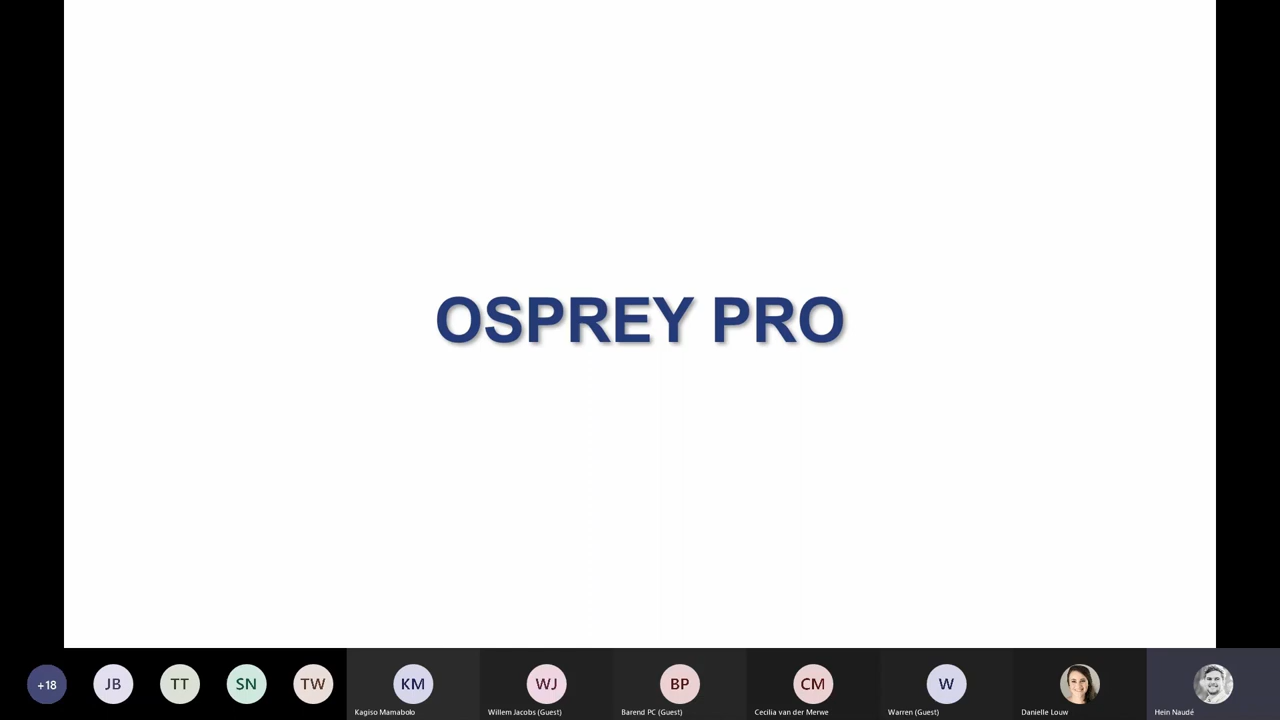 OSPREY PRO
+18
JB
TT
SN
TW
KM
WJ
BP
CM
W
Kagiso Mamabolo
Willem Jacobs (Guest)
Barend PC (Guest)
Cecilia van der Merwe
Warren (Guest)
Danielle Louw
Hein Naudé